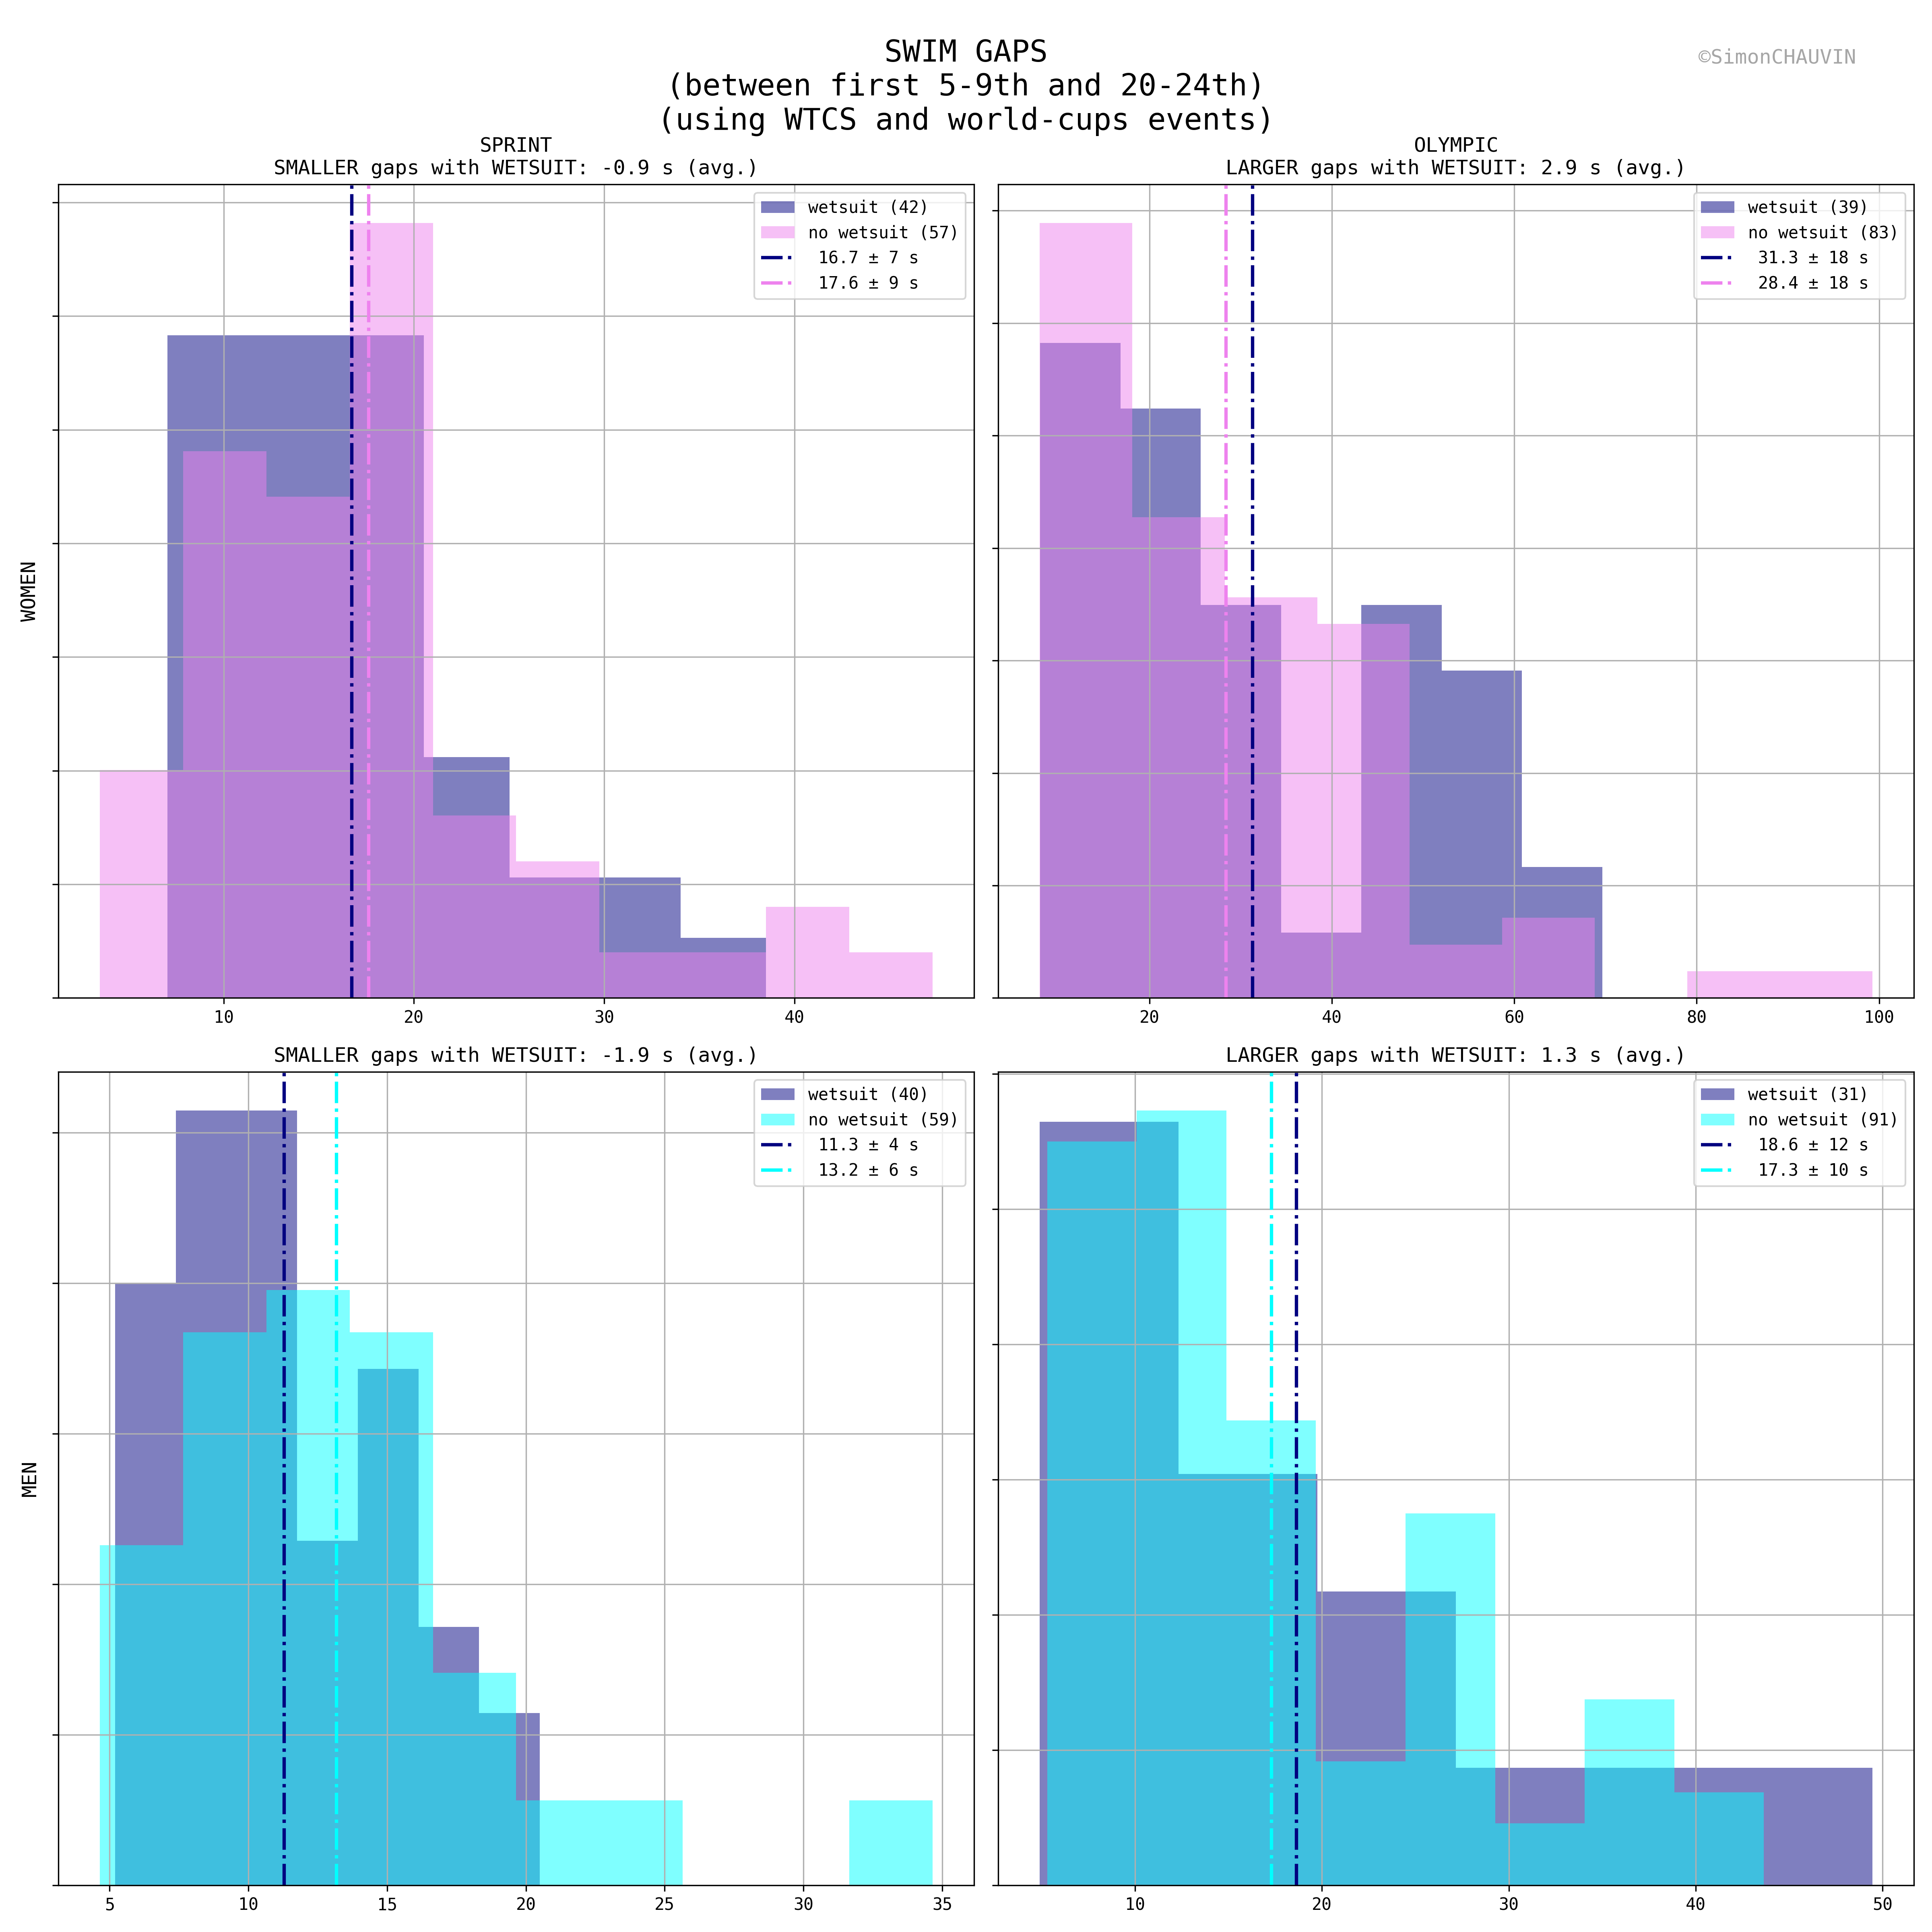 SWIM GAPS
(between first 5-9th and 20-24th)
(using WTCS and world-cups events)
©SimonCHAUVIN
SPRINT
SMALLER gaps with WETSUIT: -0.9 s (avg.)
wetsuit (42)
no wetsuit (57)
16.7 ± 7 s
17.6 ± 9 s
WOMEN
10 20 30 40
OLYMPIC
LARGER gaps with WETSUIT: 2.9 s (avg.)
wetsuit (39)
no wetsuit (83)
31.3 ± 18 s
28.4 ± 18 s
20 40 60 80 100
SMALLER gaps with WETSUIT: -1.9 s (avg.)
wetsuit (40)
no wetsuit (59)
11.3 ± 4 s
13.2 ± 6 s
MEN
5 10 15 20 25 30 35
LARGER gaps with WETSUIT: 1.3 s (avg.)
wetsuit (31)
no wetsuit (91)
18.6 ± 12 s
17.3 ± 10 s
10 20 30 40 50